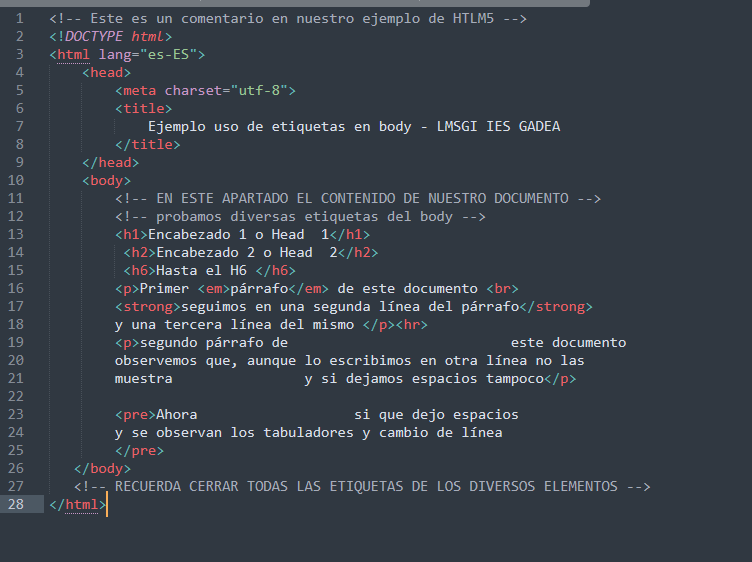 1 <!-- Este es un comentario en nuestro ejemplo de HTLM5 -->
2 <!DOCTYPE html>
3 <html lang="es-ES">
4     <head>
5         <meta charset="utf-8">
6         <title>
7             Ejemplo uso de etiquetas en body - LMSGI IES GADEA
8         </title>
9     </head>
10     <body>
11         <!-- EN ESTE APARTADO EL CONTENIDO DE NUESTRO DOCUMENTO -->
12         <!-- probamos diversas etiquetas del body -->
13         <h1>Encabezado 1 o Head  1</h1>
14          <h2>Encabezado 2 o Head  2</h2>
15          <h6>Hasta el H6 </h6>
16         <p>Primer <em>párrafo</em> de este documento <br>
17         <strong>seguimos en una segunda línea del párrafo</strong>
18         y una tercera línea del mismo </p><hr>
19         <p>segundo párrafo de                           este documento
20         observemos que, aunque lo escribimos en otra línea no las
21         muestra                y si dejamos espacios tampoco</p>
22
23         <pre>Ahora                   si que dejo espacios
24         y se observan los tabuladores y cambio de línea
25         </pre>
26    </body>
27    <!-- RECUERDA CERRAR TODAS LAS ETIQUETAS DE LOS DIVERSOS ELEMENTOS -->
28 </html>